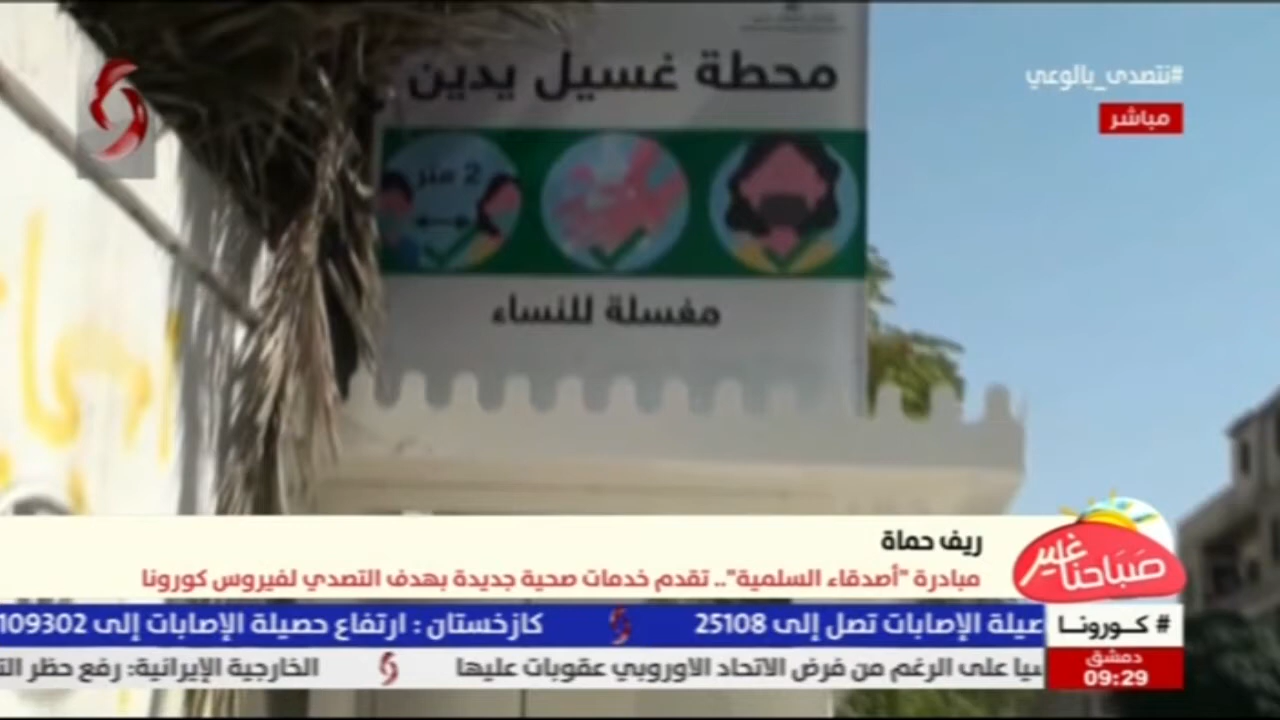 محطة غسيل يدين
#نتصدى_بالوعي
مباشر
2 متر
مغسلة للنساء
ريف حماة
مبادرة "أصدقاء السلمية".. تقدم خدمات صحية جديدة بهدف التصدي لفيروس كورونا
صباحنا غير
# كورونا
صيلة الإصابات تصل إلى 25108
كازخستان : ارتفاع حصيلة الإصابات إلى 109302
سيا على الرغم من فرض الاتحاد الاوروبي عقوبات عليها
الخارجية الإيرانية: رفع حظر الت
دمشق
09:29